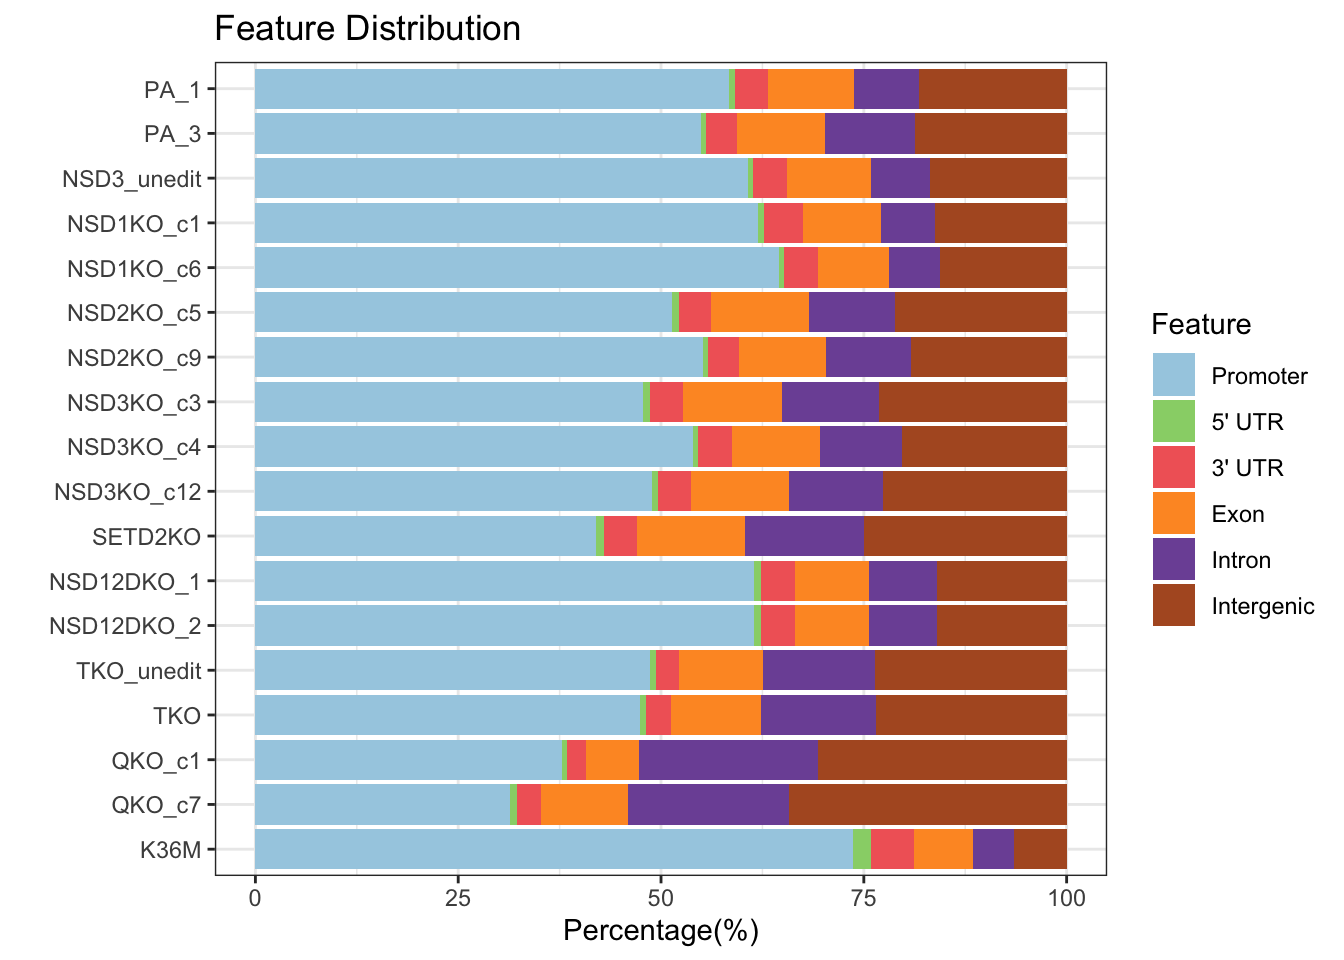 Feature Distribution
PA_1
PA_3
NSD3_unedit
NSD1KO_c1
NSD1KO_c6
NSD2KO_c5
NSD2KO_c9
NSD3KO_c3
NSD3KO_c4
NSD3KO_c12
SETD2KO
NSD12DKO_1
NSD12DKO_2
TKO_unedit
TKO
QKO_c1
QKO_c7
K36M
0 25 50 75 100
Percentage(%)
Feature
Promoter
5' UTR
3' UTR
Exon
Intron
Intergenic